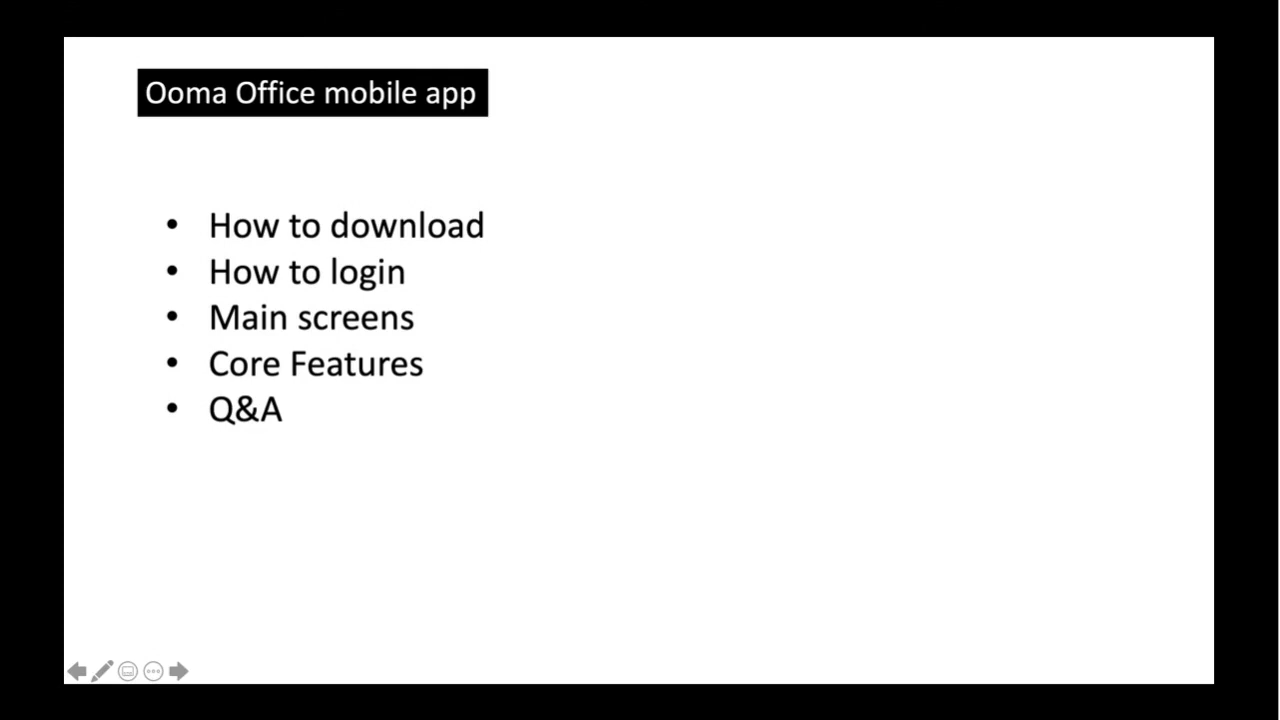 Ooma Office mobile app
• How to download
• How to login
• Main screens
• Core Features
• Q&A